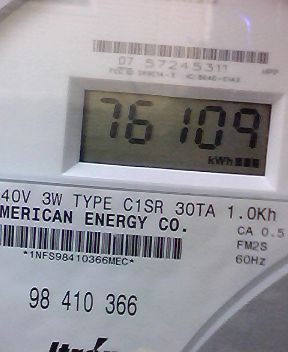 07 57245311
76109
kWh
40V 3W TYPE C1SR 30TA 1.0Kh
MERICAN ENERGY CO.
CA 0.5
FM2S
60Hz
*1NFS98410366MEC*
98 410 366
Itron